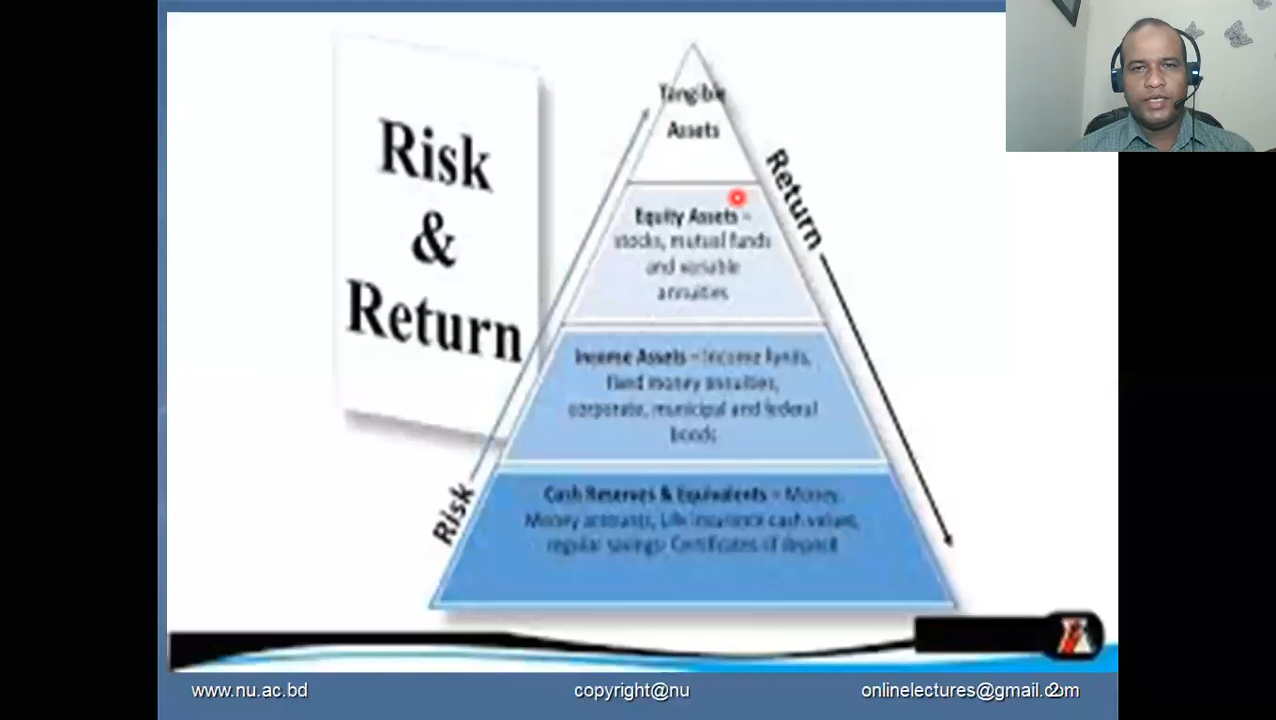 Risk
&
Return
Tangible
Assets
Return
Equity Assets –
stocks, mutual funds
and variable
annuities
Income Assets – Income funds,
fixed money annuities,
corporate, municipal and federal
bonds
Risk
Cash Reserves & Equivalents – Money,
Money accounts, Life insurance cash values,
regular savings Certificates of deposit
www.nu.ac.bd
copyright@nu
onlinelectures@gmail.com
2